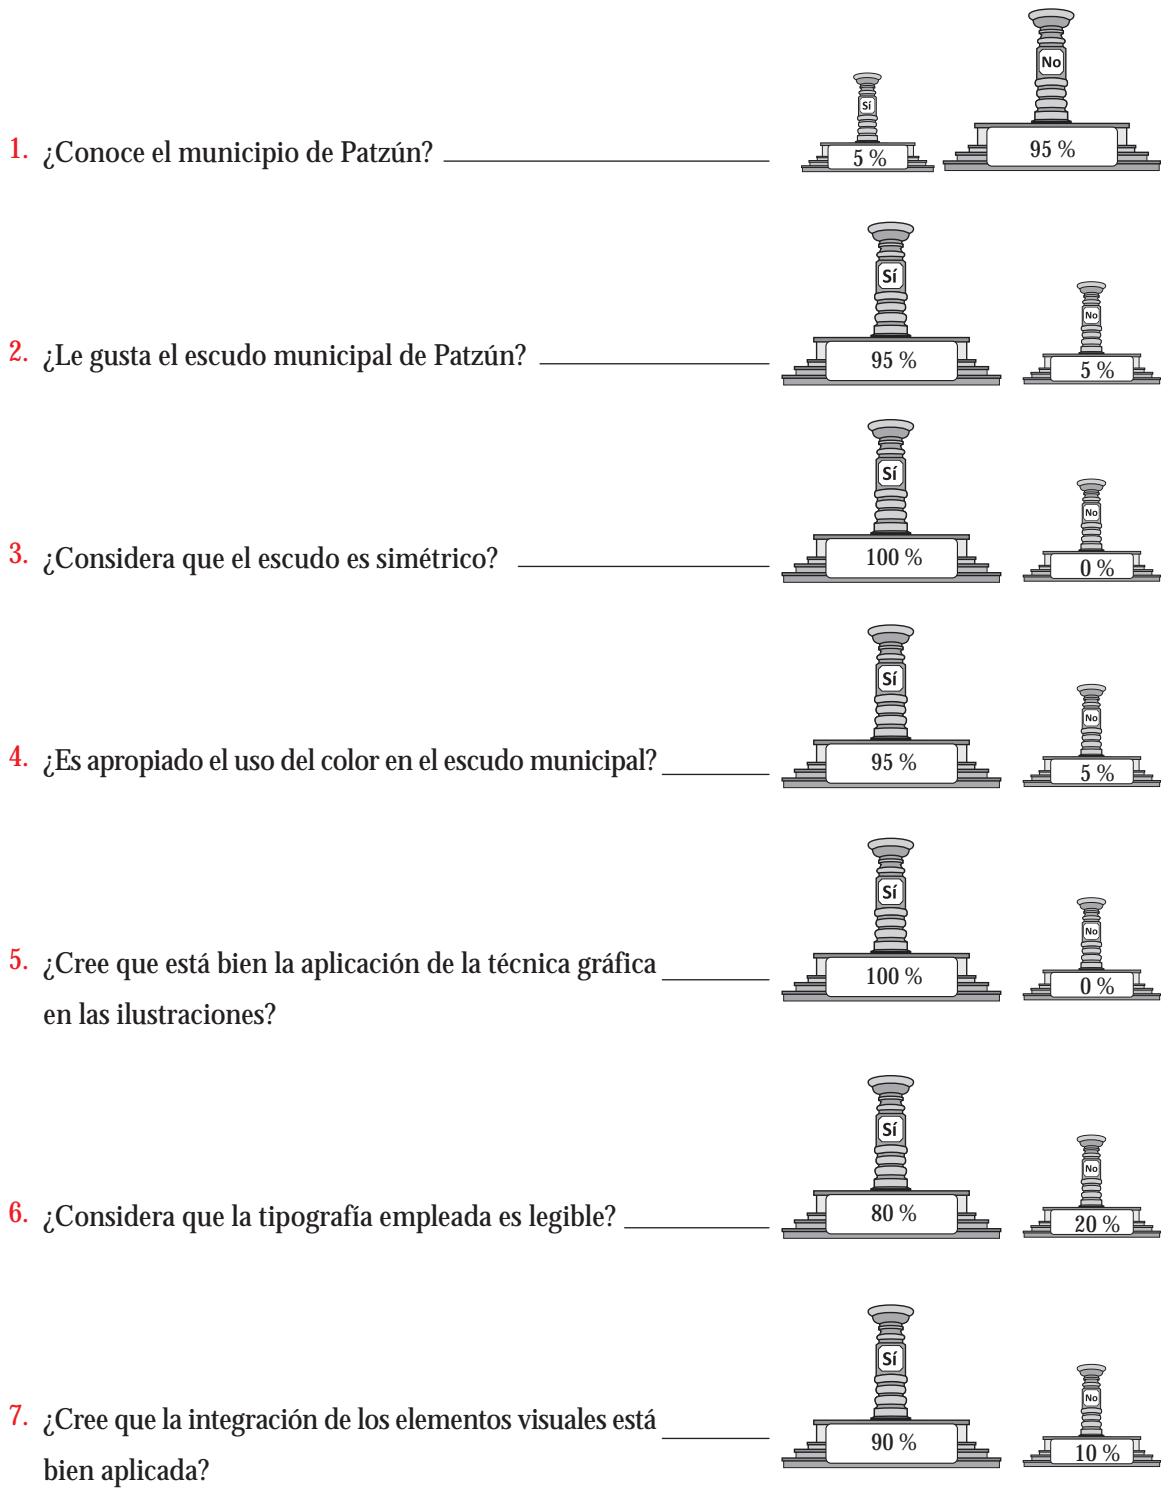 Sí No
1. ¿Conoce el municipio de Patzún? 5 % 95 %
Sí No
2. ¿Le gusta el escudo municipal de Patzún? 95 % 5 %
Sí No
3. ¿Considera que el escudo es simétrico? 100 % 0 %
Sí No
4. ¿Es apropiado el uso del color en el escudo municipal? 95 % 5 %
Sí No
5. ¿Cree que está bien la aplicación de la técnica gráfica 100 % 0 %
en las ilustraciones?
Sí No
6. ¿Considera que la tipografía empleada es legible? 80 % 20 %
Sí No
7. ¿Cree que la integración de los elementos visuales está 90 % 10 %
bien aplicada?